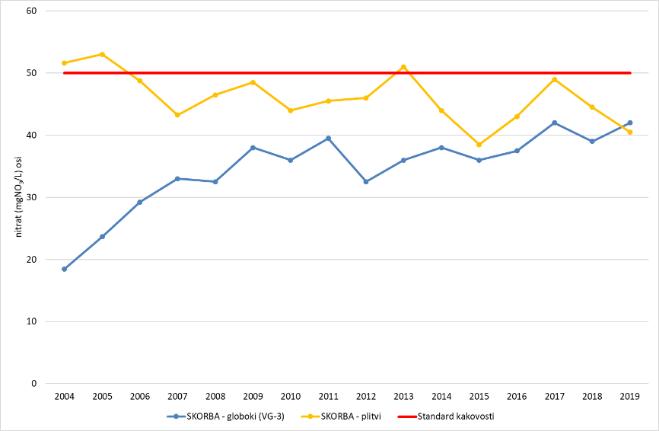 60
50
40
30
20
10
0
nitrat (mgNO₃/L) osi
2004 2005 2006 2007 2008 2009 2010 2011 2012 2013 2014 2015 2016 2017 2018 2019
SKORBA - globoki (VG-3) SKORBA - plitvi Standard kakovosti